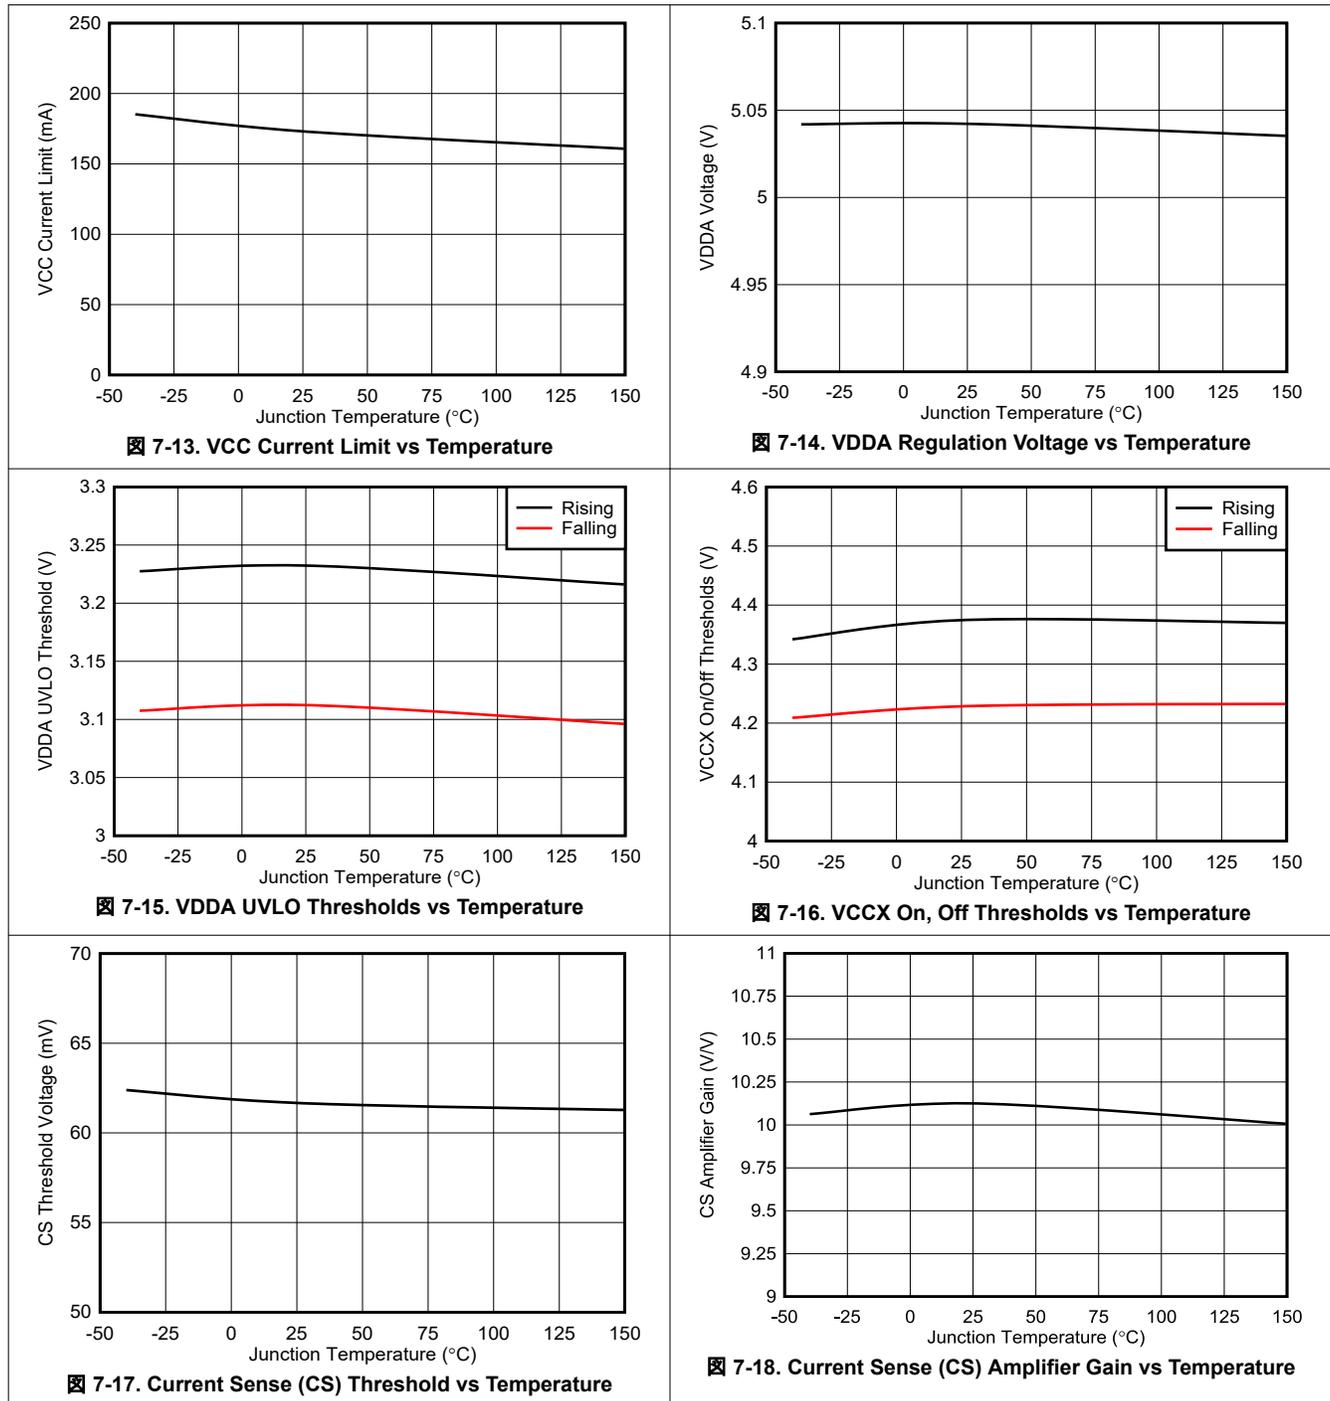 250
200
150
100
50
0
VCC Current Limit (mA)
-50 -25 0 25 50 75 100 125 150
Junction Temperature (°C)
図 7-13. VCC Current Limit vs Temperature
5.1
5.05
5
4.95
4.9
VDDA Voltage (V)
-50 -25 0 25 50 75 100 125 150
Junction Temperature (°C)
図 7-14. VDDA Regulation Voltage vs Temperature
3.3
3.25
3.2
3.15
3.1
3.05
3
VDDA UVLO Threshold (V)
Rising
Falling
-50 -25 0 25 50 75 100 125 150
Junction Temperature (°C)
図 7-15. VDDA UVLO Thresholds vs Temperature
4.6
4.5
4.4
4.3
4.2
4.1
4
VCCX On/Off Thresholds (V)
Rising
Falling
-50 -25 0 25 50 75 100 125 150
Junction Temperature (°C)
図 7-16. VCCX On, Off Thresholds vs Temperature
70
65
60
55
50
CS Threshold Voltage (mV)
-50 -25 0 25 50 75 100 125 150
Junction Temperature (°C)
図 7-17. Current Sense (CS) Threshold vs Temperature
11
10.75
10.5
10.25
10
9.75
9.5
9.25
9
CS Amplifier Gain (V/V)
-50 -25 0 25 50 75 100 125 150
Junction Temperature (°C)
図 7-18. Current Sense (CS) Amplifier Gain vs Temperature